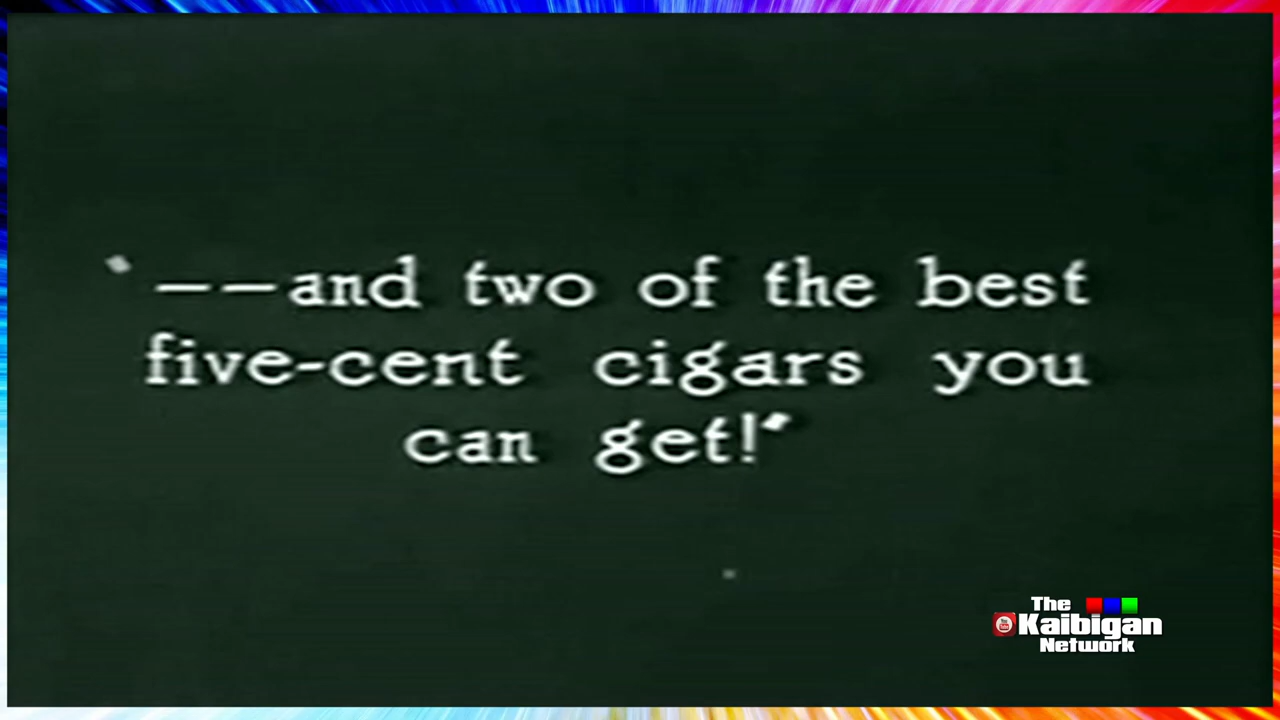 "--and two of the best
five-cent cigars you
can get!"
The
Kaibigan
Network